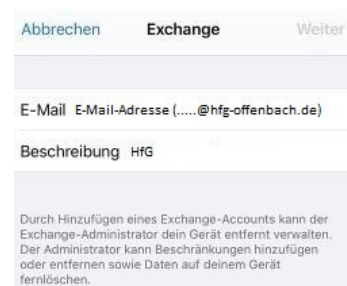 Abbrechen Exchange Weiter
E-Mail E-Mail-Adresse (.....@hfg-offenbach.de)
Beschreibung HfG
Durch Hinzufügen eines Exchange-Accounts kann der
Exchange-Administrator dein Gerät entfernt verwalten.
Der Administrator kann Beschränkungen hinzufügen
oder entfernen sowie Daten auf deinem Gerät
fernlöschen.